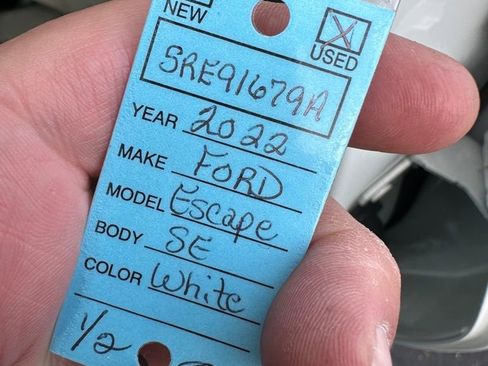 NEW
USED
SRE91679A
YEAR 2022
MAKE FORD
MODEL Escape
BODY SE
COLOR White
1/2